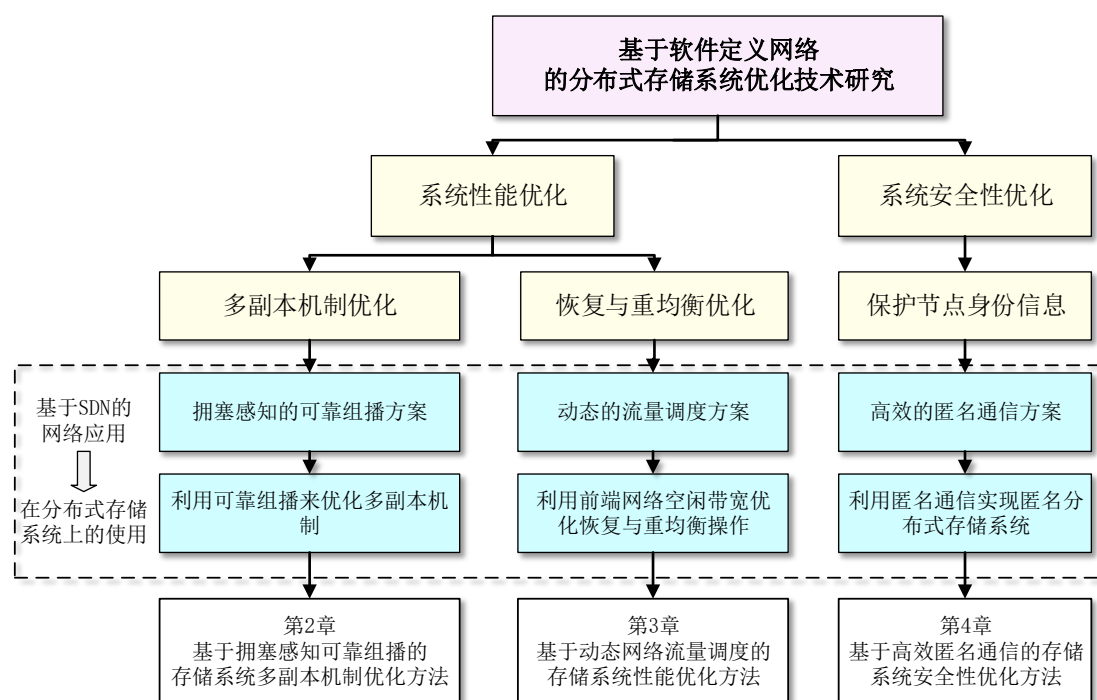 基于软件定义网络
的分布式存储系统优化技术研究
系统性能优化
系统安全性优化
多副本机制优化
恢复与重均衡优化
保护节点身份信息
基于SDN的
网络应用
在分布式存储
系统上的使用
拥塞感知的可靠组播方案
动态的流量调度方案
高效的匿名通信方案
利用可靠组播来优化多副本机
制
利用前端网络空闲带宽优
化恢复与重均衡操作
利用匿名通信实现匿名分
布式存储系统
第2章
基于拥塞感知可靠组播的
存储系统多副本机制优化方法
第3章
基于动态网络流量调度的
存储系统性能优化方法
第4章
基于高效匿名通信的存储
系统安全性优化方法